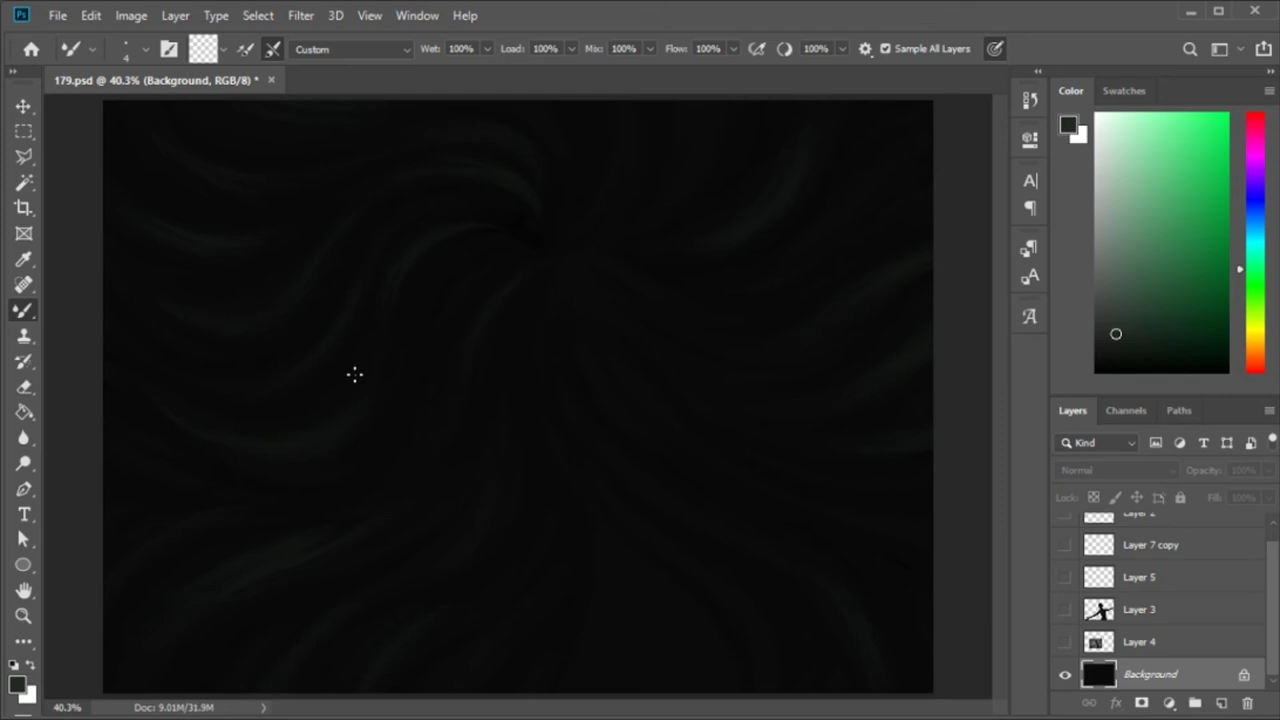 Ps File Edit Image Layer Type Select Filter 3D View Window Help
4 Custom Wet: 100% Load: 100% Mix: 100% Flow: 100% 100% Sample All Layers
179.psd @ 40.3% (Background, RGB/8) *
Color Swatches
Layers Channels Paths
Kind
Normal Opacity: 100%
Lock: Fill: 100%
Layer 2
Layer 7 copy
Layer 5
Layer 3
Layer 4
Background
40.3% Doc: 9.01M/31.9M